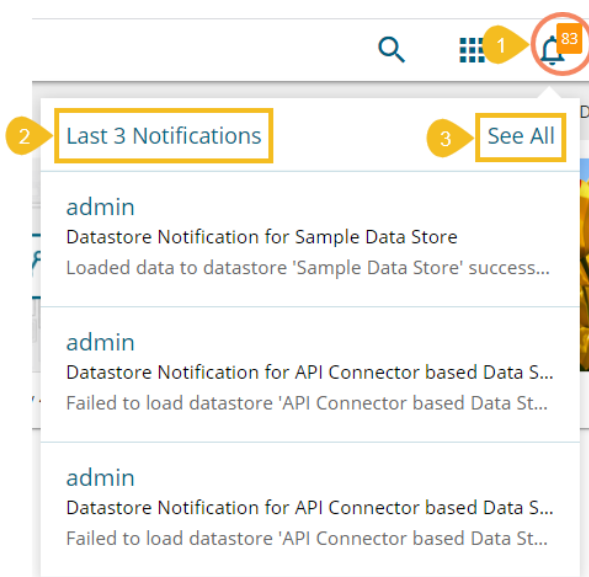 1
83
D
2
Last 3 Notifications
3
See All
admin
Datastore Notification for Sample Data Store
Loaded data to datastore 'Sample Data Store' success...
admin
Datastore Notification for API Connector based Data S...
Failed to load datastore 'API Connector based Data St...
admin
Datastore Notification for API Connector based Data S...
Failed to load datastore 'API Connector based Data St...